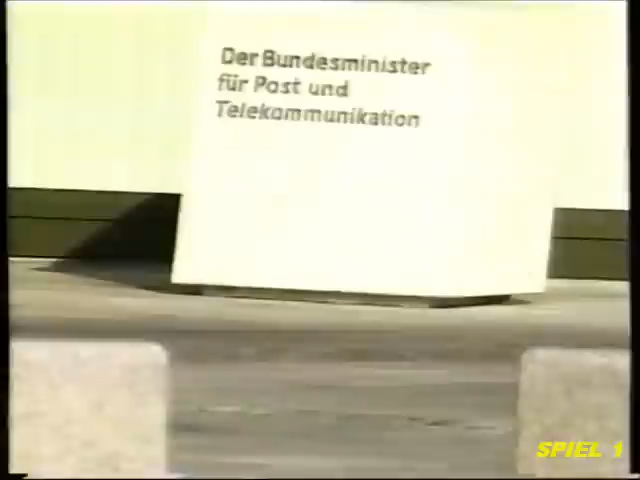 Der Bundesminister
für Post und
Telekommunikation
SPIEL 1